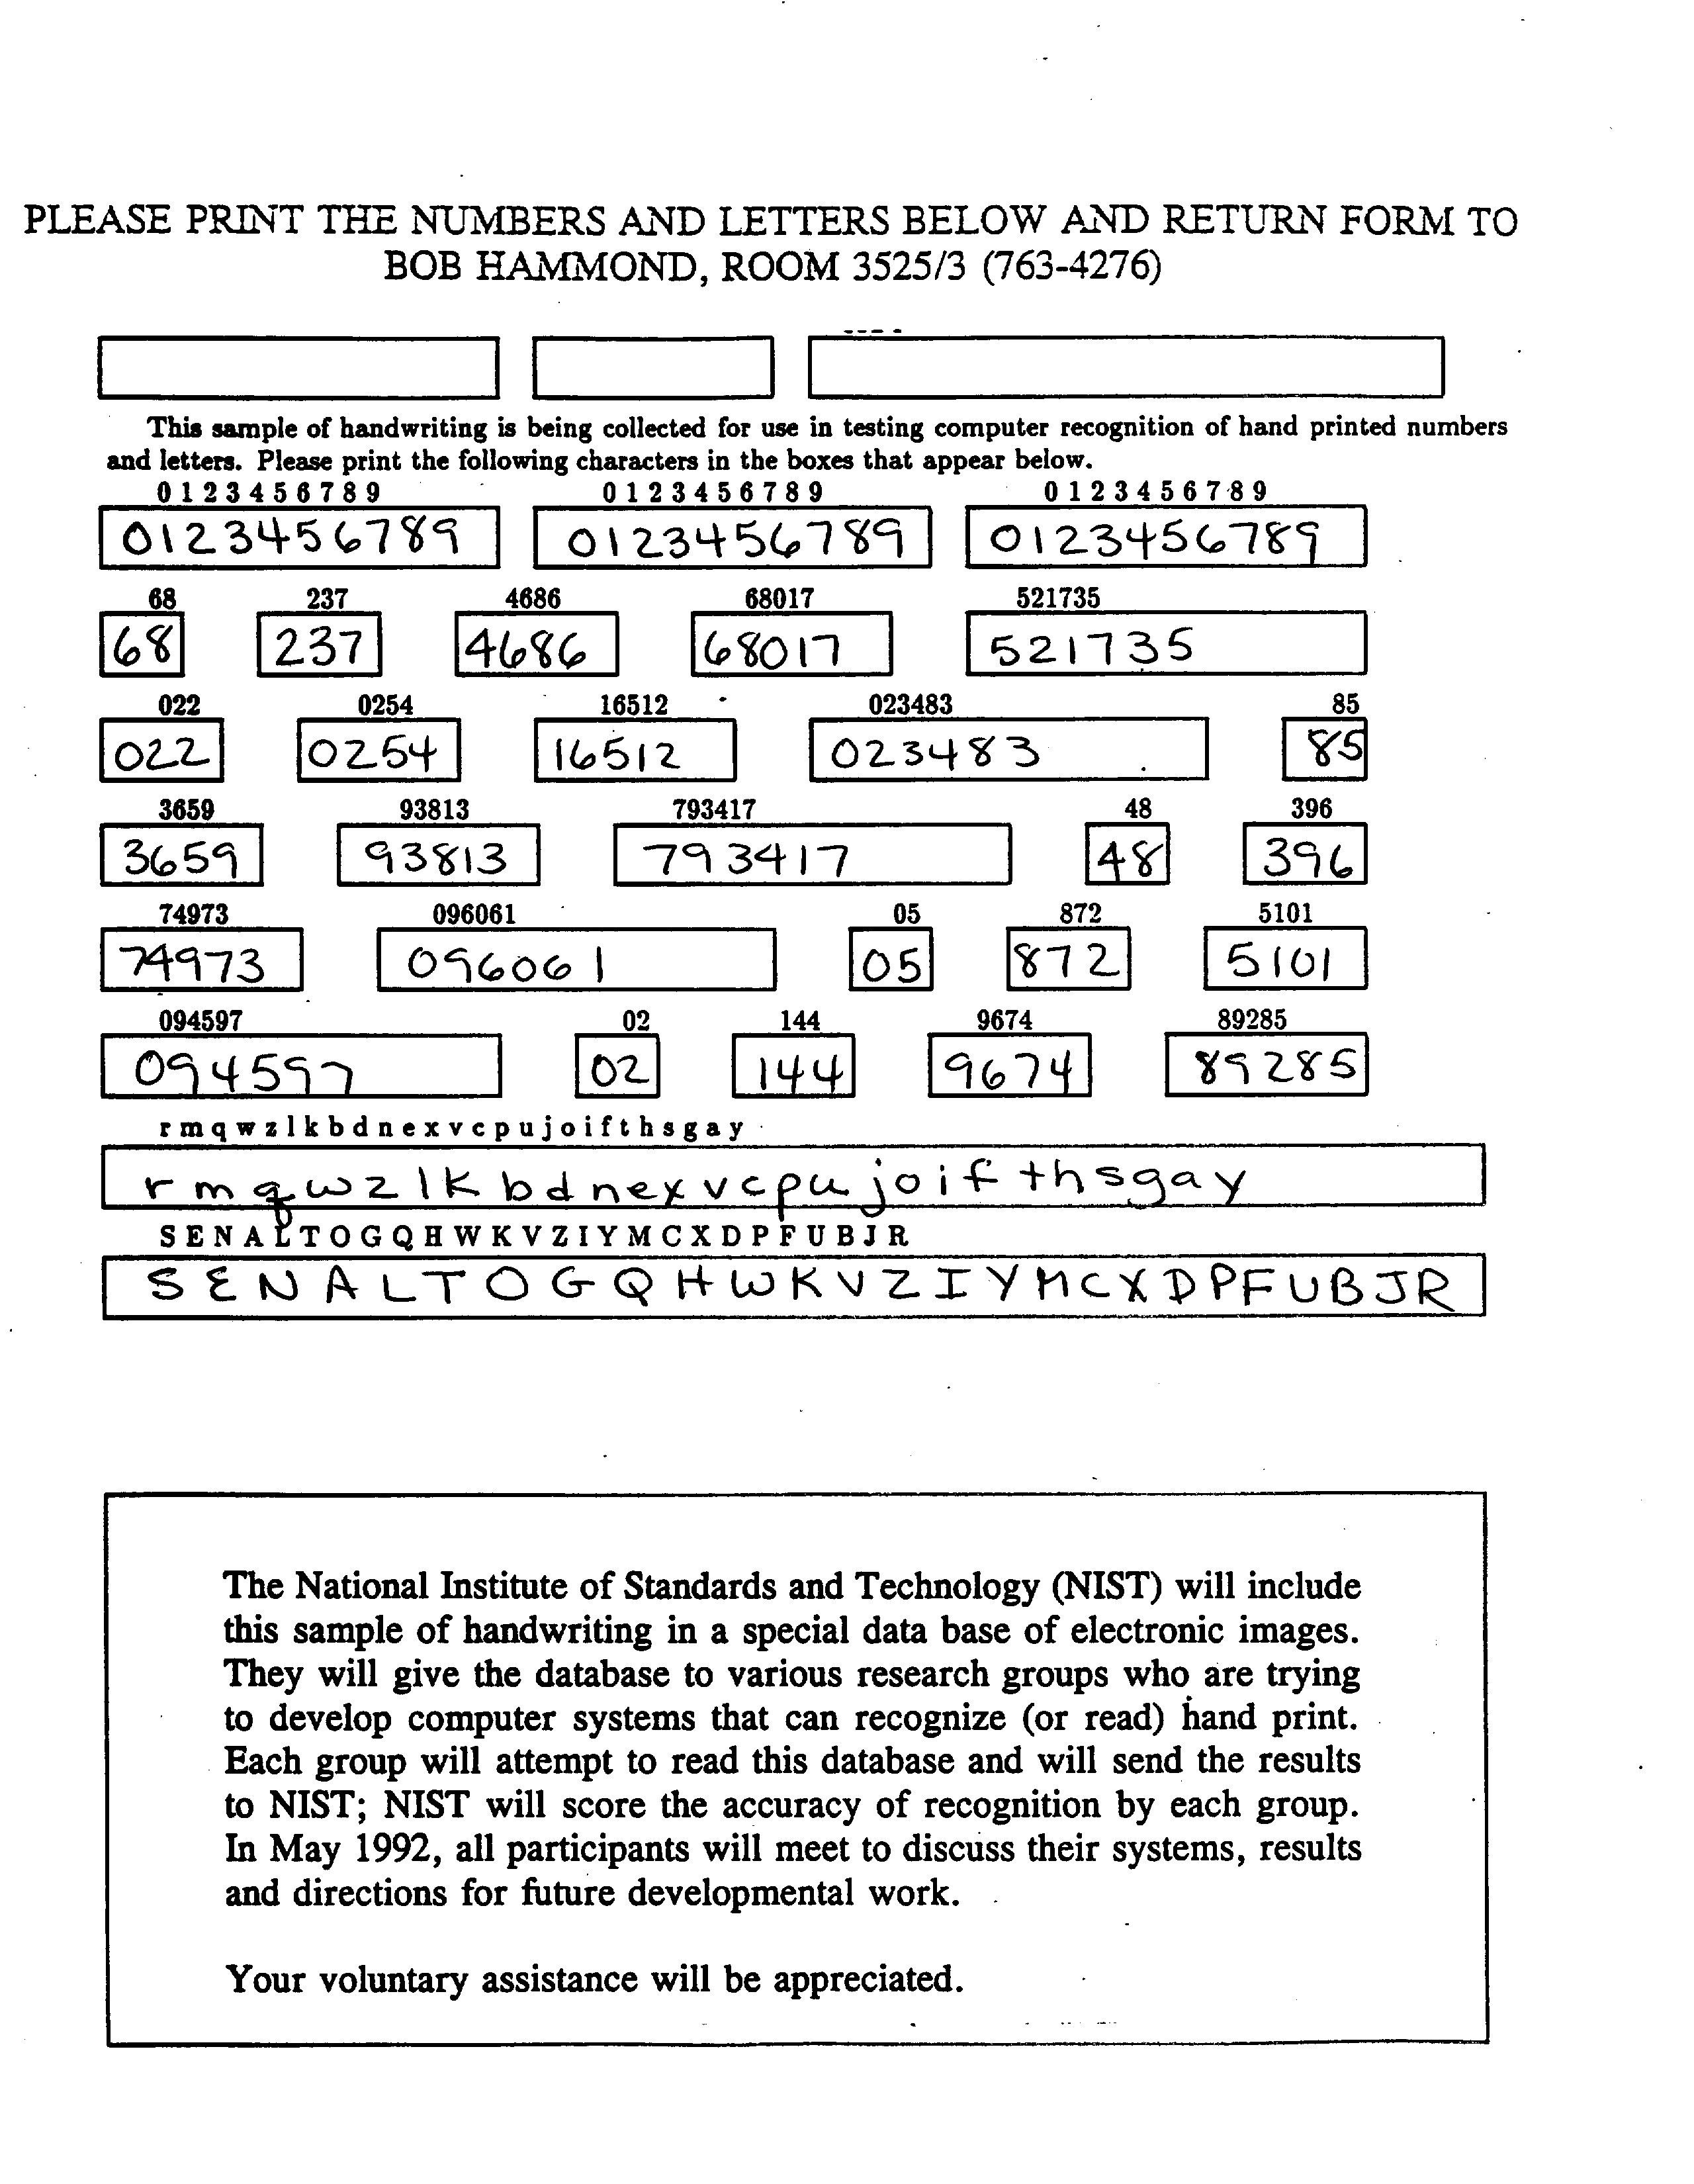 PLEASE PRINT THE NUMBERS AND LETTERS BELOW AND RETURN FORM TO
BOB HAMMOND, ROOM 3525/3 (763-4276)
This sample of handwriting is being collected for use in testing computer recognition of hand printed numbers
and letters. Please print the following characters in the boxes that appear below.
0 1 2 3 4 5 6 7 8 9 0 1 2 3 4 5 6 7 8 9 0 1 2 3 4 5 6 7 8 9
0123456789 0123456789 0123456789
68 237 4686 68017 521735
68 237 4686 68017 521735
022 0254 16512 023483 85
022 0254 16512 023483 85
3659 93813 793417 48 396
3659 93813 793417 48 396
74973 096061 05 872 5101
74973 096061 05 872 5101
094597 02 144 9674 89285
094597 02 144 9674 89285
r m q w z l k b d n e x v c p u j o i f t h s g a y
r m q w z l k b d n e x v c p u j o i f t h s g a y
S E N A L T O G Q H W K V Z I Y M C X D P F U B J R
S E N A L T O G Q H W K V Z I Y M C X D P F U B J R
The National Institute of Standards and Technology (NIST) will include
this sample of handwriting in a special data base of electronic images.
They will give the database to various research groups who are trying
to develop computer systems that can recognize (or read) hand print.
Each group will attempt to read this database and will send the results
to NIST; NIST will score the accuracy of recognition by each group.
In May 1992, all participants will meet to discuss their systems, results
and directions for future developmental work.
Your voluntary assistance will be appreciated.